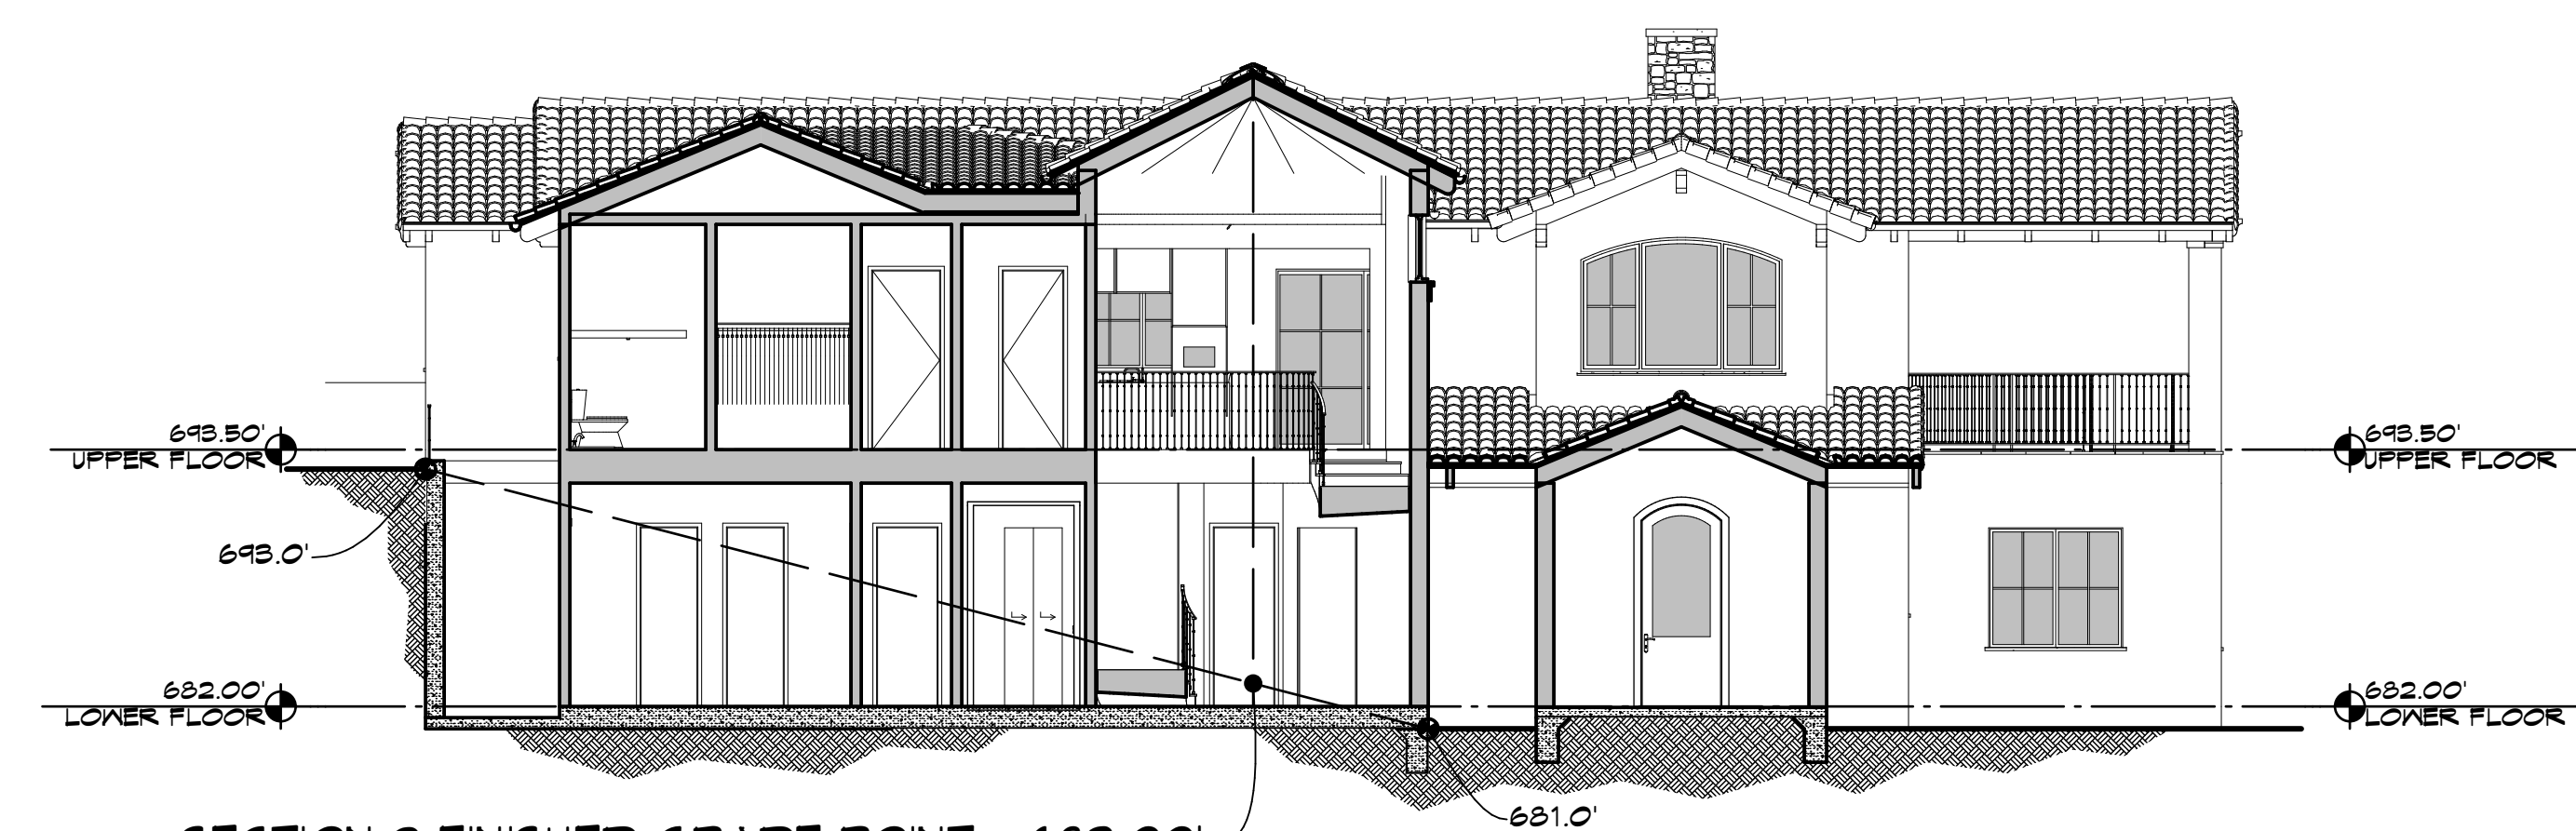 693.50'
UPPER FLOOR
693.50'
UPPER FLOOR
693.0'
682.00'
LOWER FLOOR
682.00'
LOWER FLOOR
681.0'